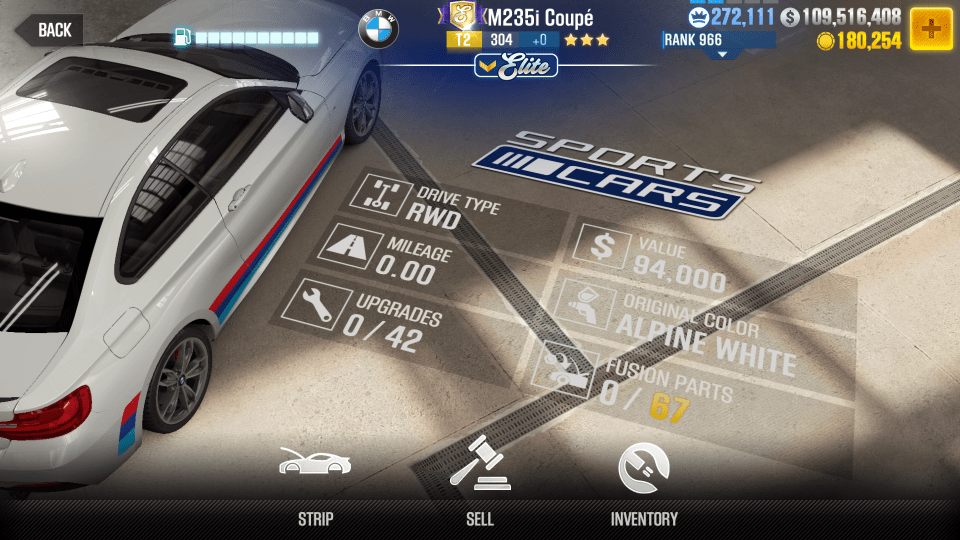 BACK
BMW
M235i Coupé
T2 304 +0
Elite
272,111
109,516,408
RANK 966
180,254
SPORTS
CARS
DRIVE TYPE
RWD
MILEAGE
0.00
UPGRADES
0 / 42
VALUE
94,000
ORIGINAL COLOR
ALPINE WHITE
FUSION PARTS
0 / 67
STRIP
SELL
INVENTORY